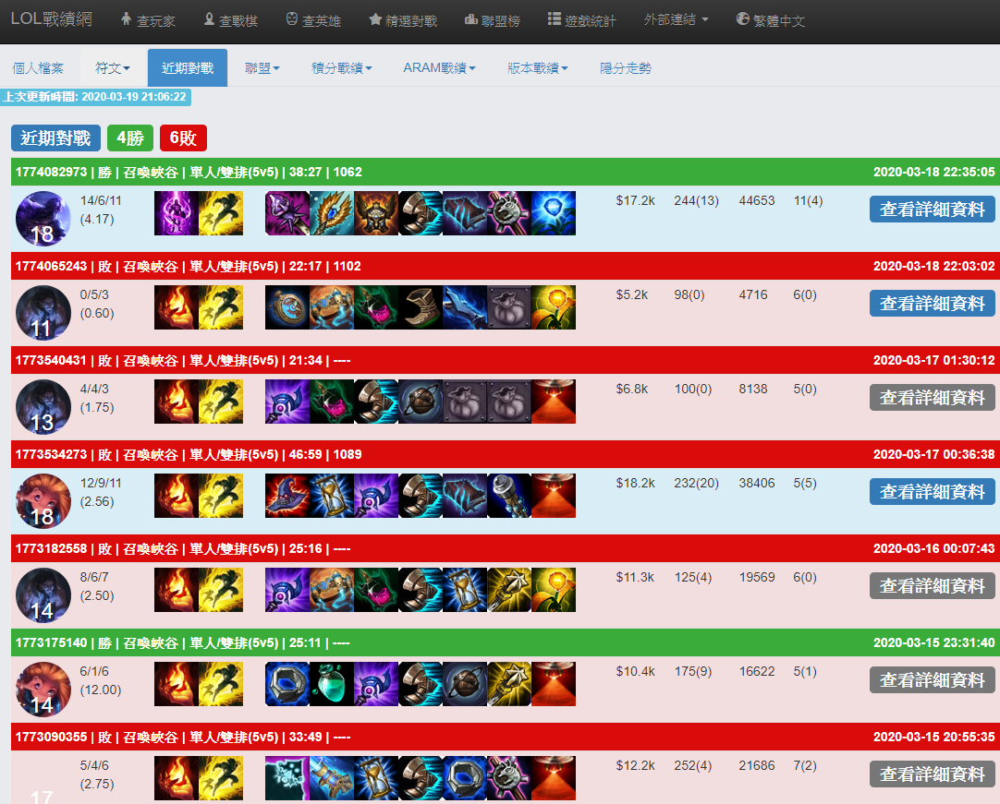 LOL戰績網 查玩家 查戰棋 查英雄 精選對戰 聯盟榜 遊戲統計 外部連結 繁體中文
個人檔案 符文 近期對戰 聯盟 積分戰績 ARAM戰績 版本戰績 隱分走勢
上次更新時間: 2020-03-19 21:06:22
近期對戰 4勝 6敗
1774082973 | 勝 | 召喚峽谷 | 單人/雙排(5v5) | 38:27 | 1062 2020-03-18 22:35:05
14/6/11 $17.2k 244(13) 44653 11(4) 查看詳細資料
(4.17)
18
1774065243 | 敗 | 召喚峽谷 | 單人/雙排(5v5) | 22:17 | 1102 2020-03-18 22:03:02
0/5/3 $5.2k 98(0) 4716 6(0) 查看詳細資料
(0.60)
11
1773540431 | 敗 | 召喚峽谷 | 單人/雙排(5v5) | 21:34 | ---- 2020-03-17 01:30:12
4/4/3 $6.8k 100(0) 8138 5(0) 查看詳細資料
(1.75)
13
1773534273 | 敗 | 召喚峽谷 | 單人/雙排(5v5) | 46:59 | 1089 2020-03-17 00:36:38
12/9/11 $18.2k 232(20) 38406 5(5) 查看詳細資料
(2.56)
18
1773182558 | 敗 | 召喚峽谷 | 單人/雙排(5v5) | 25:16 | ---- 2020-03-16 00:07:43
8/6/7 $11.3k 125(4) 19569 6(0) 查看詳細資料
(2.50)
14
1773175140 | 勝 | 召喚峽谷 | 單人/雙排(5v5) | 25:11 | ---- 2020-03-15 23:31:40
6/1/6 $10.4k 175(9) 16622 5(1) 查看詳細資料
(12.00)
14
1773090355 | 敗 | 召喚峽谷 | 單人/雙排(5v5) | 33:49 | ---- 2020-03-15 20:55:35
5/4/6 $12.2k 252(4) 21686 7(2) 查看詳細資料
(2.75)
17